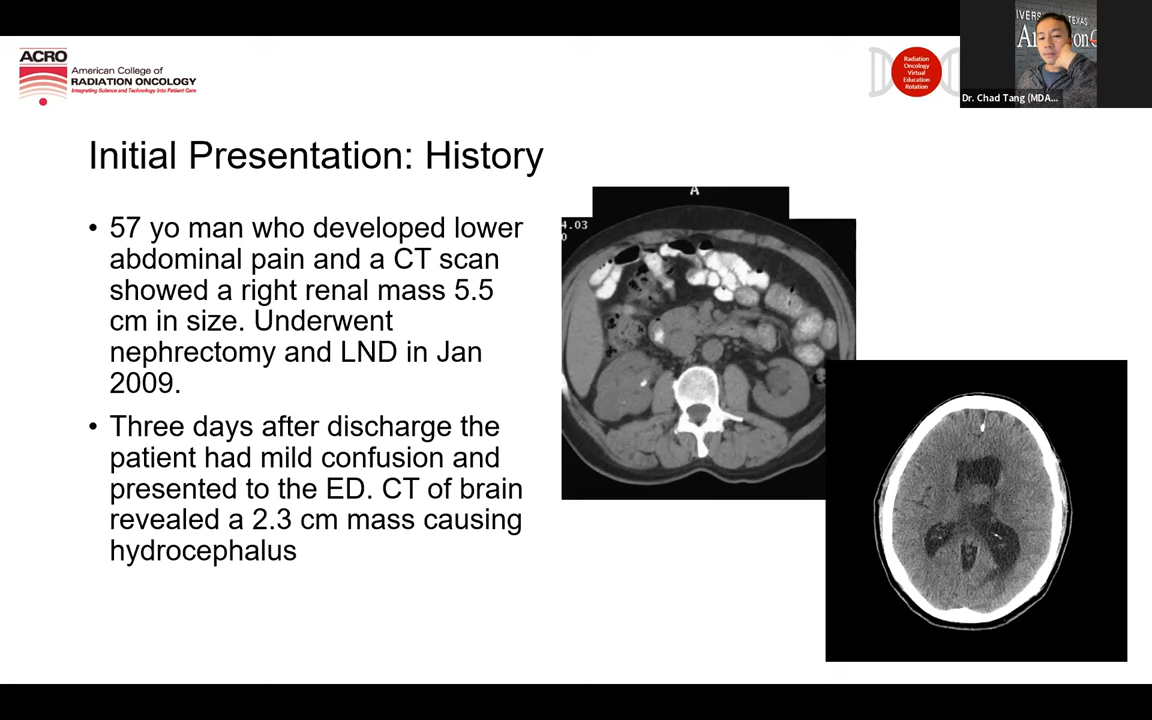 ACRO
American College of
RADIATION ONCOLOGY
Integrating Science and Technology into Patient Care
Radiation
Oncology
Virtual
Education
Rotation
Dr. Chad Tang (MDA...
Initial Presentation: History
• 57 yo man who developed lower
abdominal pain and a CT scan
showed a right renal mass 5.5
cm in size. Underwent
nephrectomy and LND in Jan
2009.
• Three days after discharge the
patient had mild confusion and
presented to the ED. CT of brain
revealed a 2.3 cm mass causing
hydrocephalus
A
4.03
0